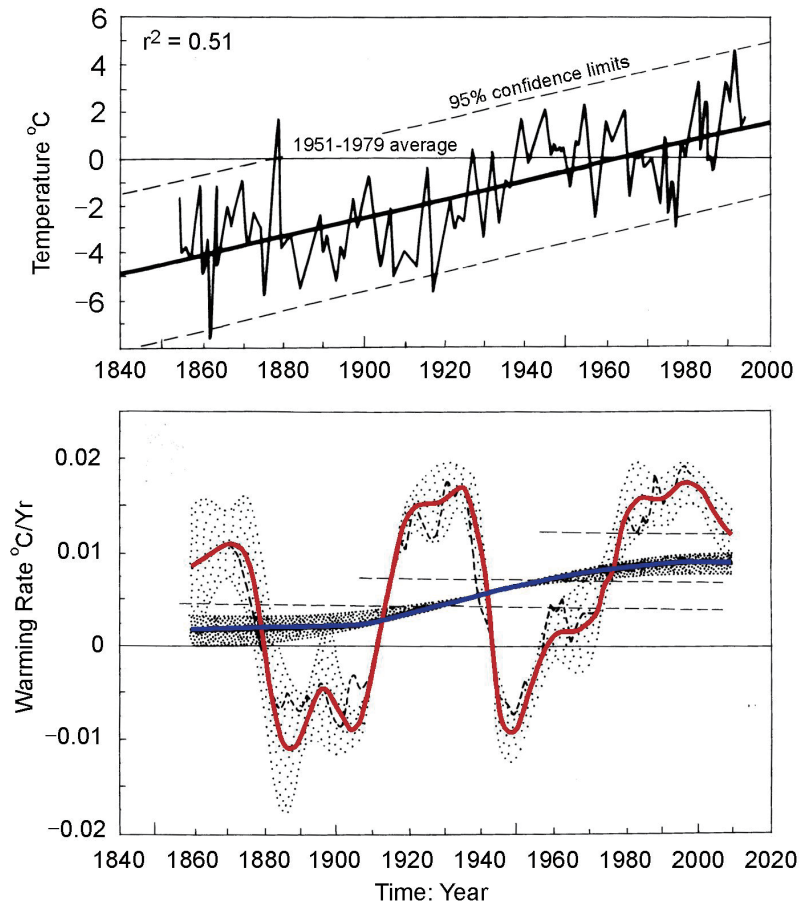 6
r² = 0.51
4
95% confidence limits
2
1951-1979 average
0
−2
−4
−6
Temperature °C
1840 1860 1880 1900 1920 1940 1960 1980 2000
0.02
0.01
0
−0.01
−0.02
Warming Rate °C/Yr
1840 1860 1880 1900 1920 1940 1960 1980 2000 2020
Time: Year